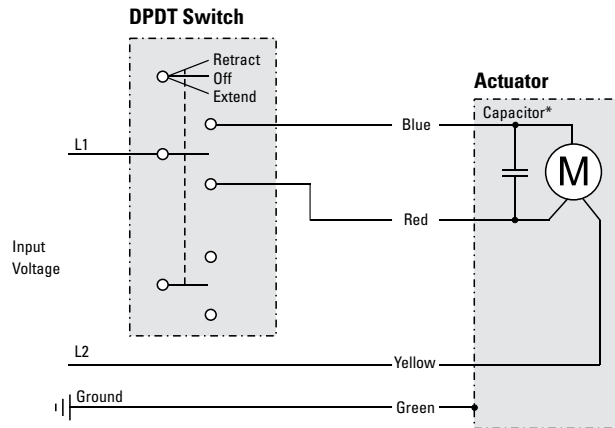 DPDT Switch
Retract
Off
Extend
Actuator
Capacitor*
Blue
L1
M
Red
Input
Voltage
L2
Yellow
Ground
Green